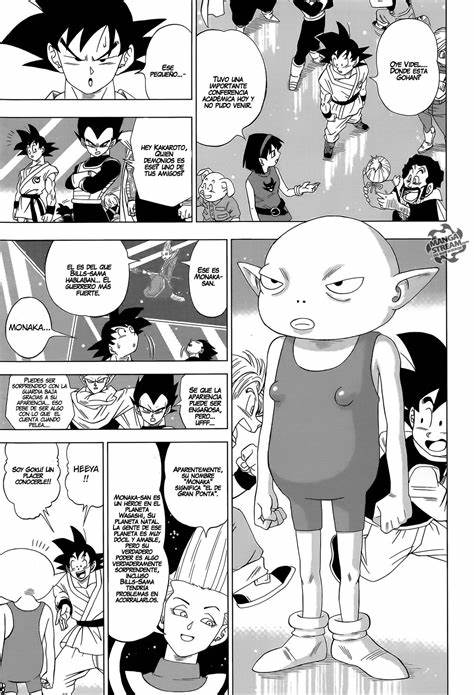 OYE VIDEL...
DONDE ESTA
GOHAN?
TUVO UNA
IMPORTANTE
CONFERENCIA
ACADÉMICA HOY Y
NO PUDO VENIR.
ESE
PEQUEÑO...-
HEY KAKAROTO,
QUIEN
DEMONIOS ES ESE?
UNO DE TUS
AMIGOS?
MANGA
STREAM
ESE ES
MONAKA-
SAN.
EL ES DEL QUE
BILLS-SAMA
HABLABAN... EL
GUERRERO MÁS
FUERTE.
MONAKA...
SE QUE LA
APARIENCIA
PUEDE SER
ENGAÑOSA,
PERO...
UFFF...
PUEDES SER
SORPRENDIDO CON LA
GUARDIA BAJA
GRACIAS A SU
APARIENCIA... ESO
DEBE DE SER ALGO
CON LO QUE EL
CUENTA CUANDO
PELEA...
APARENTEMENTE,
SU NOMBRE
"MONAKA"
SIGNIFICA "EL DE
GRAN PONTA".
MONAKA-SAN ES
UN HÉROE EN EL
PLANETA
WAGASHI, SU
PLANETA NATAL.
LA GENTE DE ESE
PLANETA ES MUY
DÓCIL Y AMABLE,
PERO SU
VERDADERO
PODER ES ALGO
VERDADERAMENTE
SORPRENDENTE,
INCLUSO
BILLS-SAMA
TENDRIA
PROBLEMAS EN
ACORRALARLOS.
HEEYA
!!
SOY GOKU! UN
PLACER
CONOCERLE!!